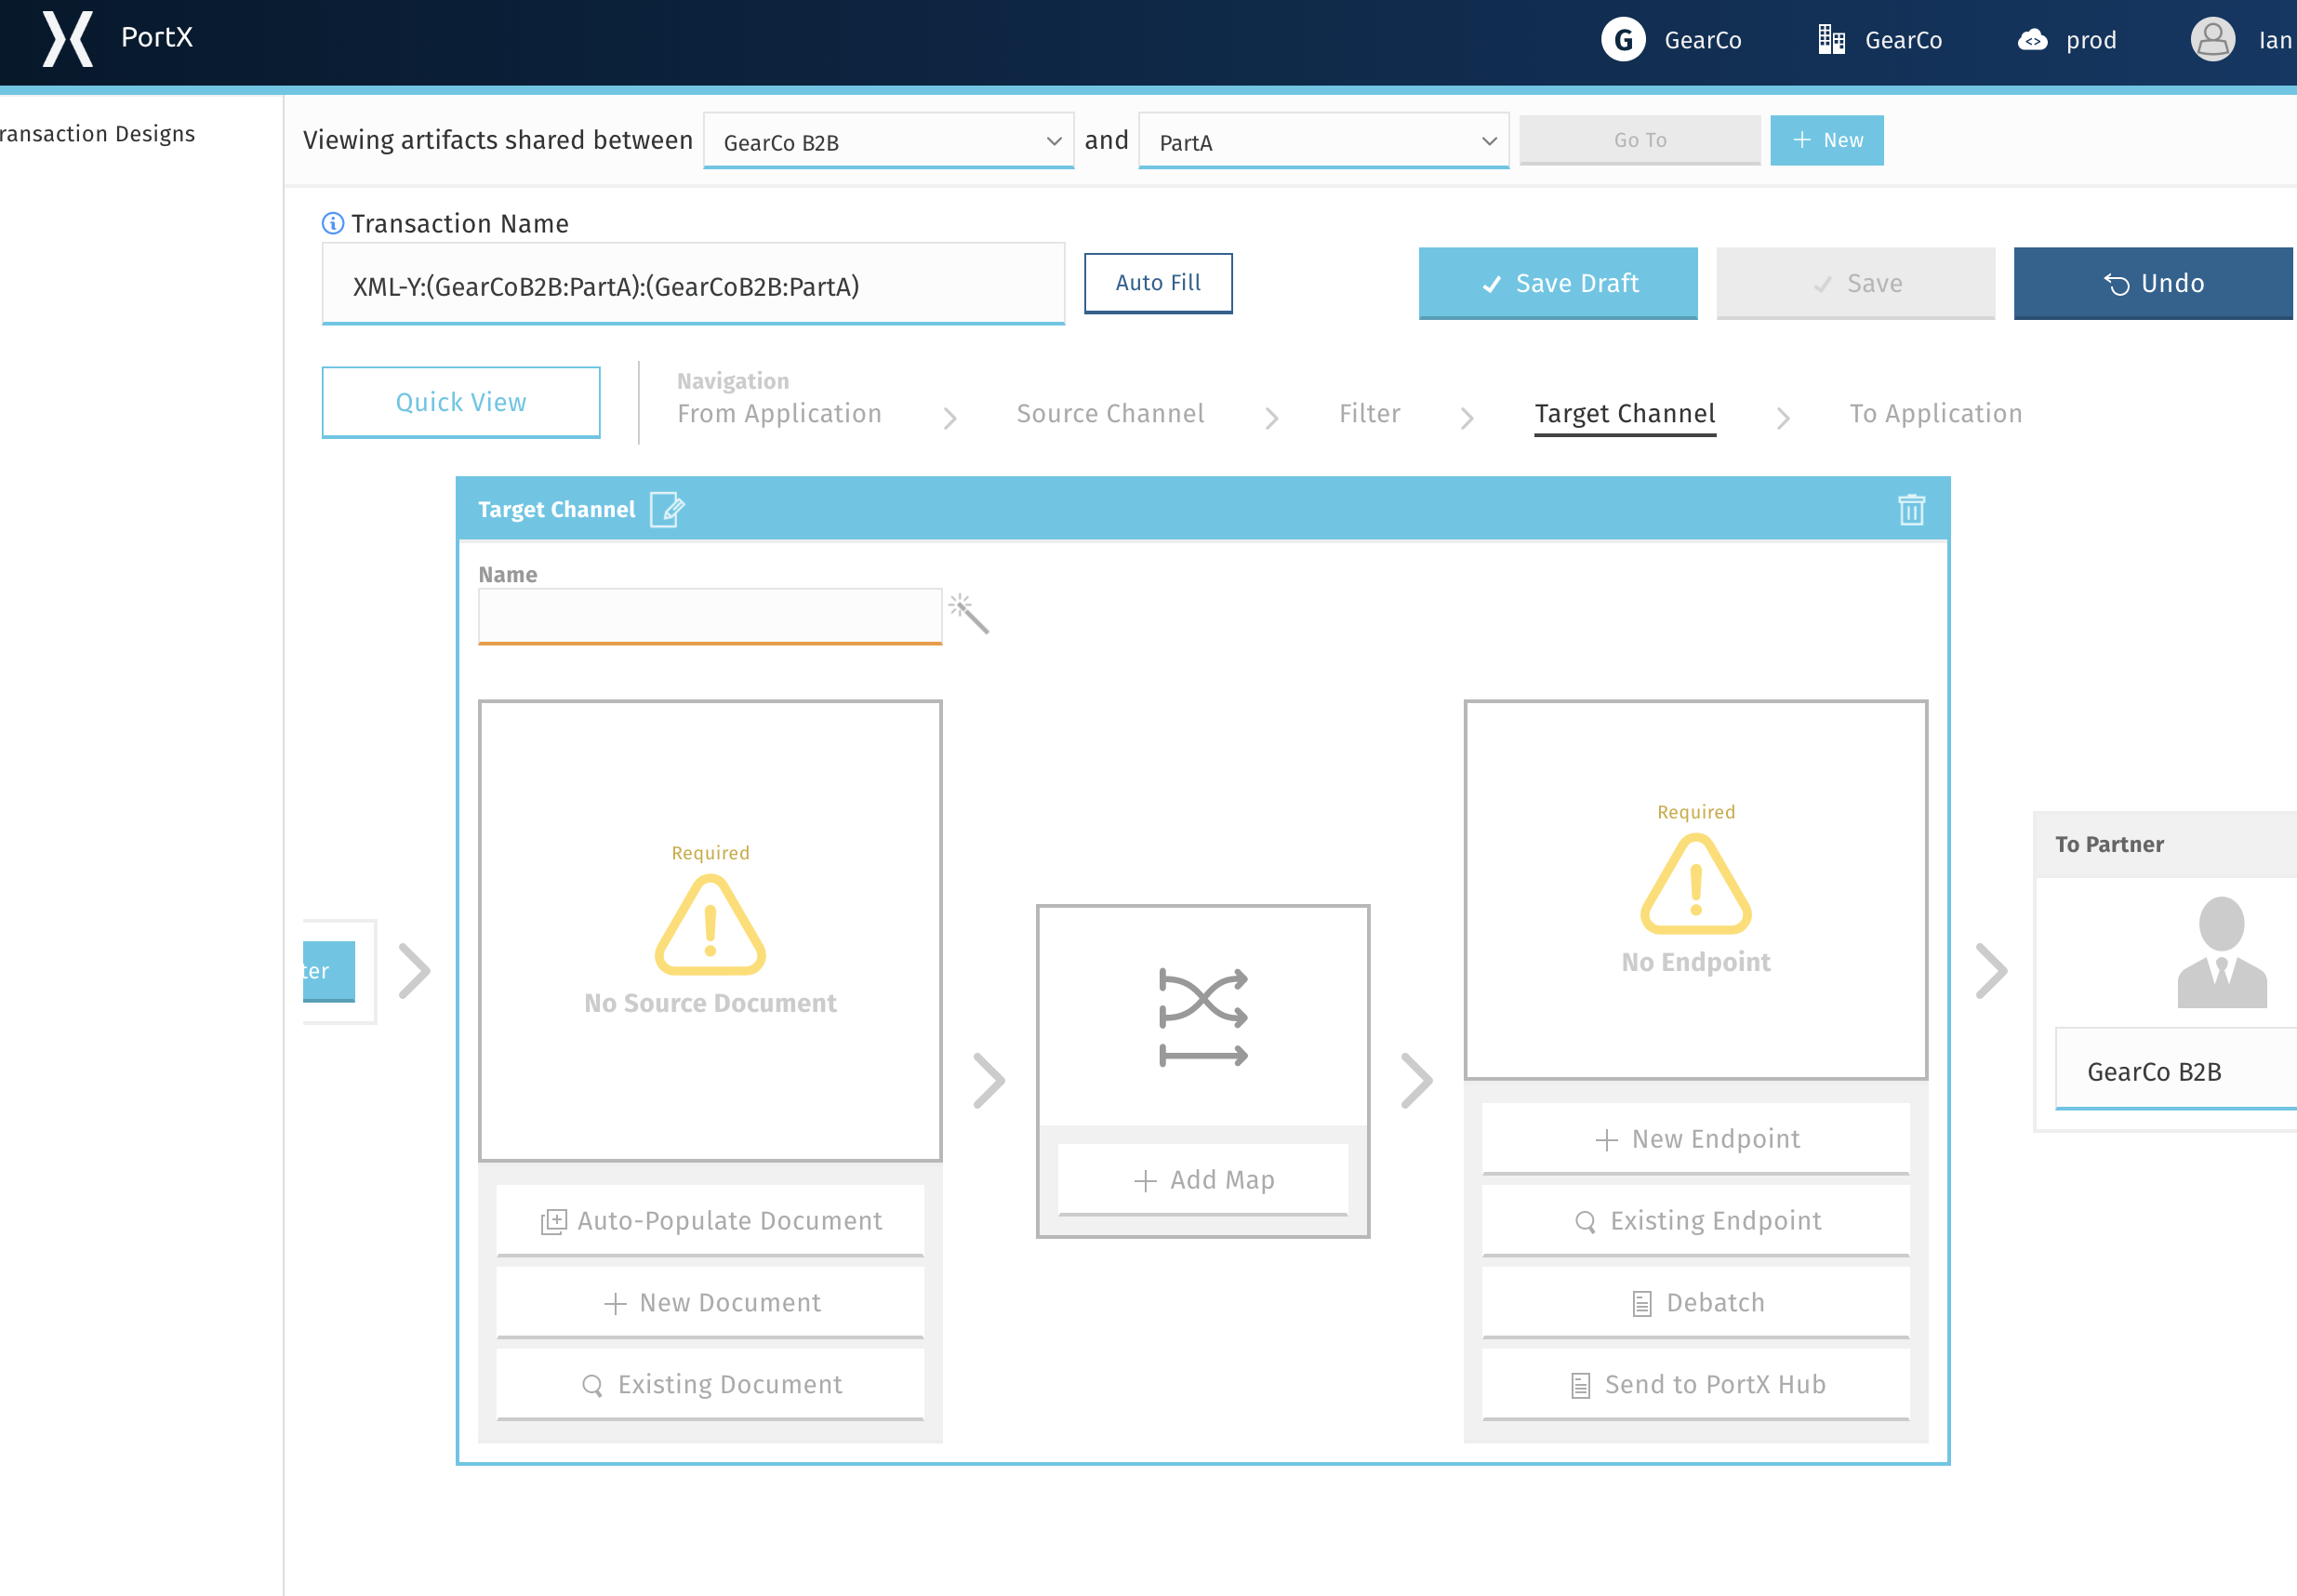 PortX
G GearCo
GearCo
prod
Ian
ransaction Designs
Viewing artifacts shared between GearCo B2B and PartA Go To + New
Transaction Name
XML-Y:(GearCoB2B:PartA):(GearCoB2B:PartA)
Auto Fill
Save Draft
Save
Undo
Quick View
Navigation
From Application
Source Channel
Filter
Target Channel
To Application
Target Channel
Name
ter
Required
No Source Document
Auto-Populate Document
+ New Document
Existing Document
+ Add Map
Required
No Endpoint
+ New Endpoint
Existing Endpoint
Debatch
Send to PortX Hub
To Partner
GearCo B2B